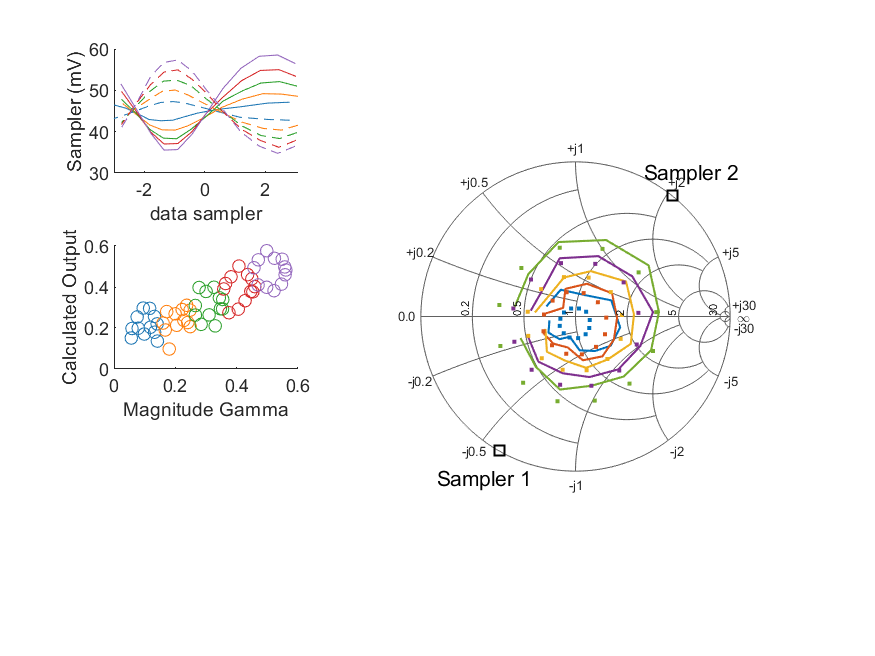 60
50
40
30
Sampler (mV)
-2
0
2
data sampler
0.6
0.4
0.2
0
Calculated Output
0
0.2
0.4
0.6
Magnitude Gamma
+j1
Sampler 2
+j2
+j0.5
+j0.2
+j5
0.0
0.2
0.5
1
2
5
30
+j30
∞
-j30
-j0.2
-j5
-j0.5
-j2
Sampler 1
-j1